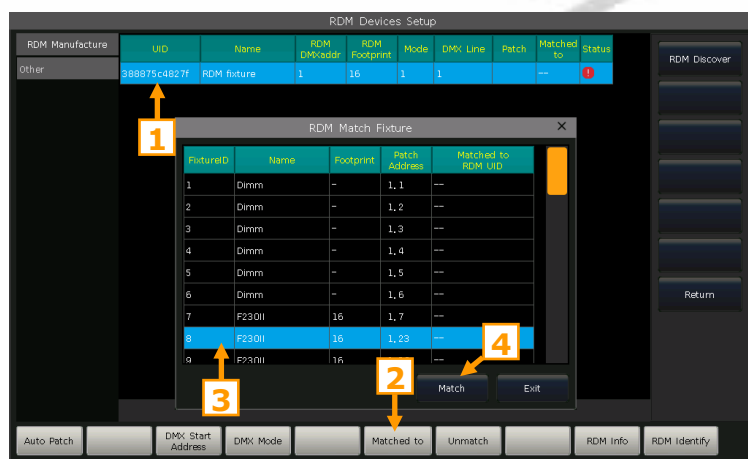 RDM Devices Setup
RDM Manufacture
Other
UID Name RDM DMXaddr RDM Footprint Mode DMX Line Patch Matched to Status
388875c4827f RDM fixture 1 16 1 1 --
1
RDM Match Fixture X
FixtureID Name Footprint Patch Address Matched to RDM UID
1 Dimm - 1.1 --
2 Dimm - 1.2 --
3 Dimm - 1.3 --
4 Dimm - 1.4 --
5 Dimm - 1.5 --
6 Dimm - 1.6 --
7 F230II 16 1.7 --
8 F230II 16 1.23 --
9 F230II 16 --
4
3
2
Match Exit
RDM Discover
Return
Auto Patch
DMX Start Address
DMX Mode
Matched to
Unmatch
RDM Info
RDM Identify